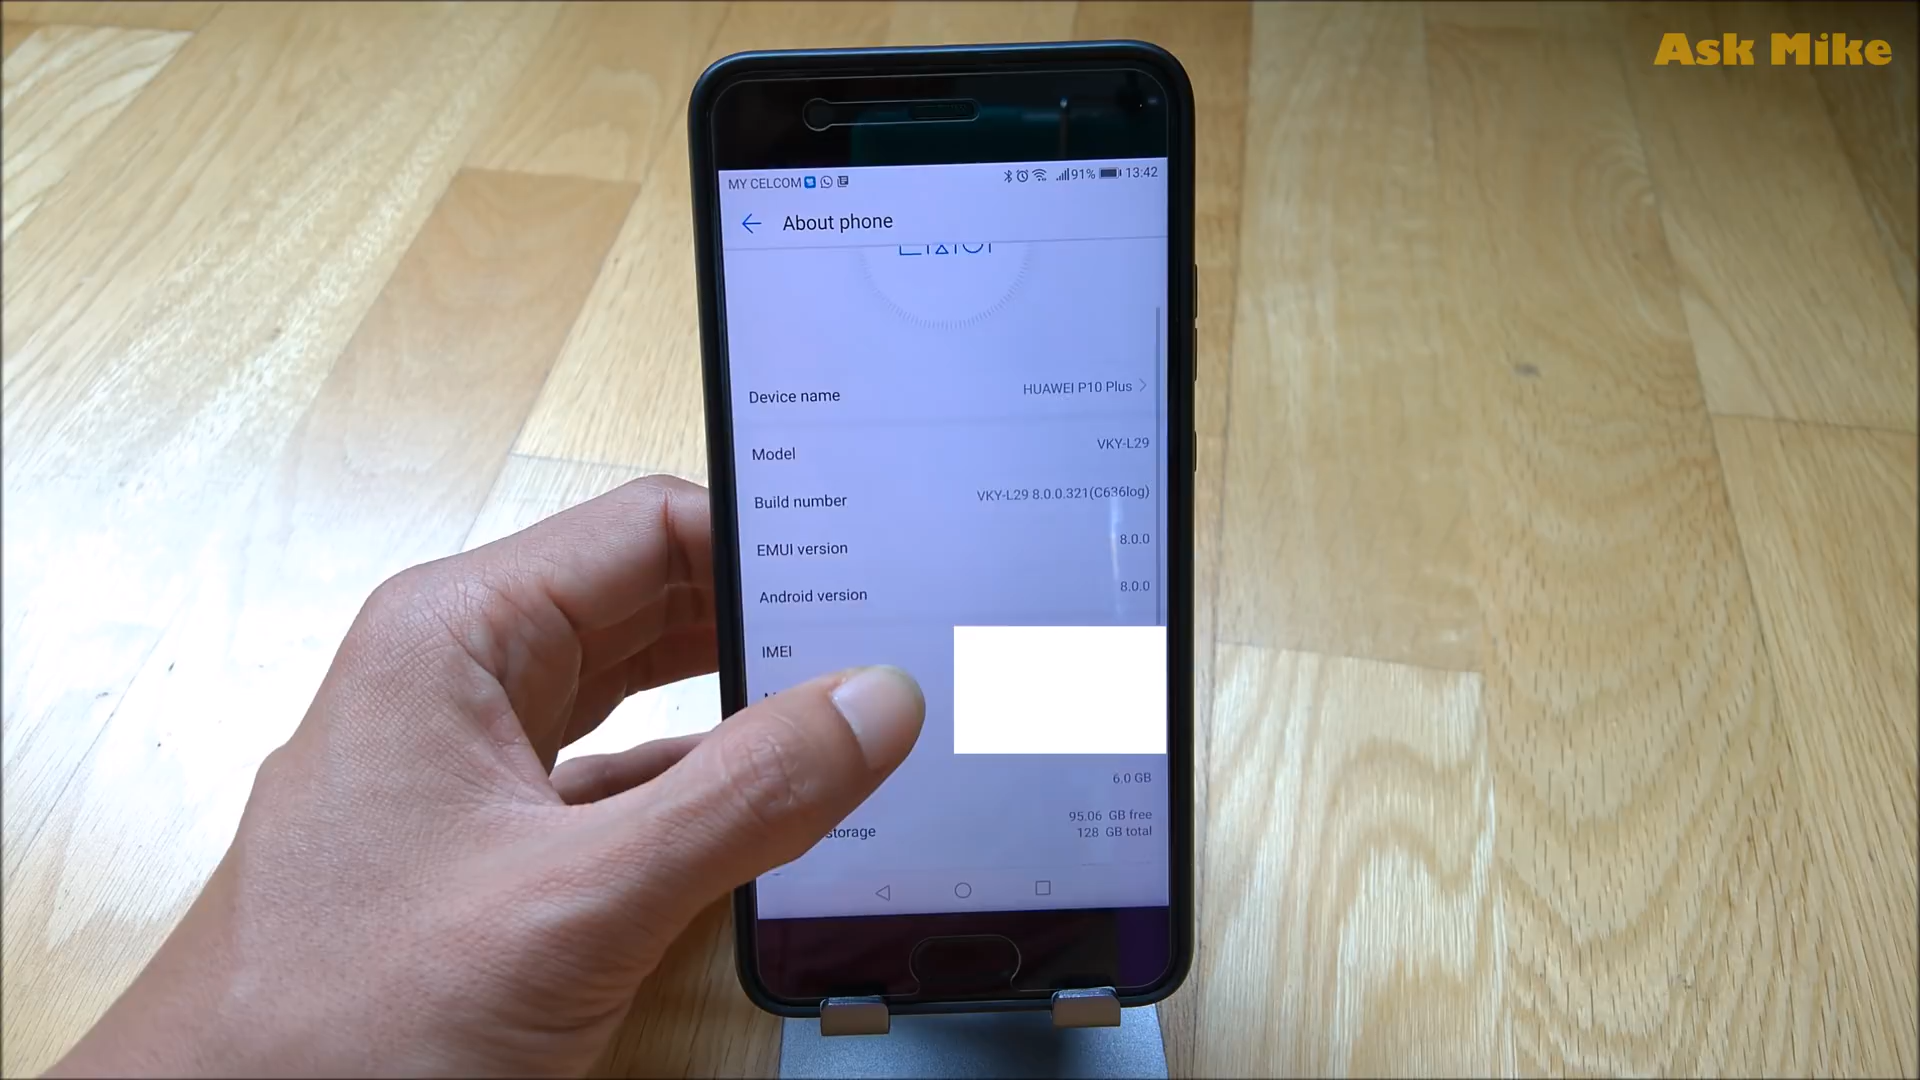 Ask Mike
MY CELCOM 91% 13:42
About phone
Device name HUAWEI P10 Plus
Model VKY-L29
Build number VKY-L29 8.0.0.321(C636log)
EMUI version 8.0.0
Android version 8.0.0
IMEI
6.0 GB
95.06 GB free
storage 128 GB total